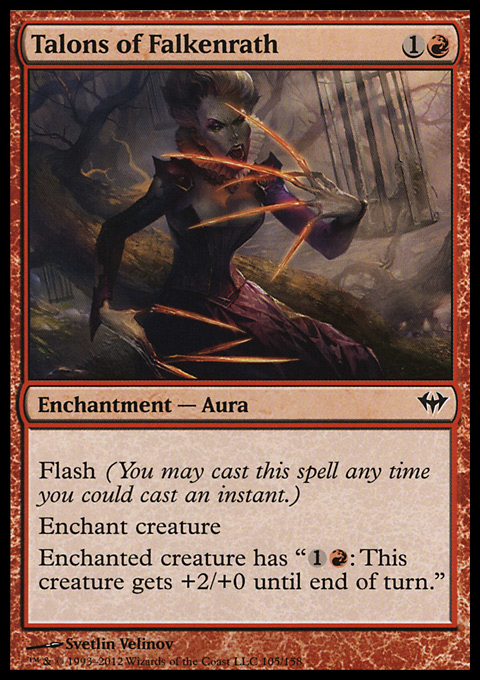 Talons of Falkenrath 1
Enchantment — Aura
Flash (You may cast this spell any time
you could cast an instant.)
Enchant creature
Enchanted creature has “1: This
creature gets +2/+0 until end of turn.”
Svetlin Velinov
™ & © 1993–2012 Wizards of the Coast LLC 105/158